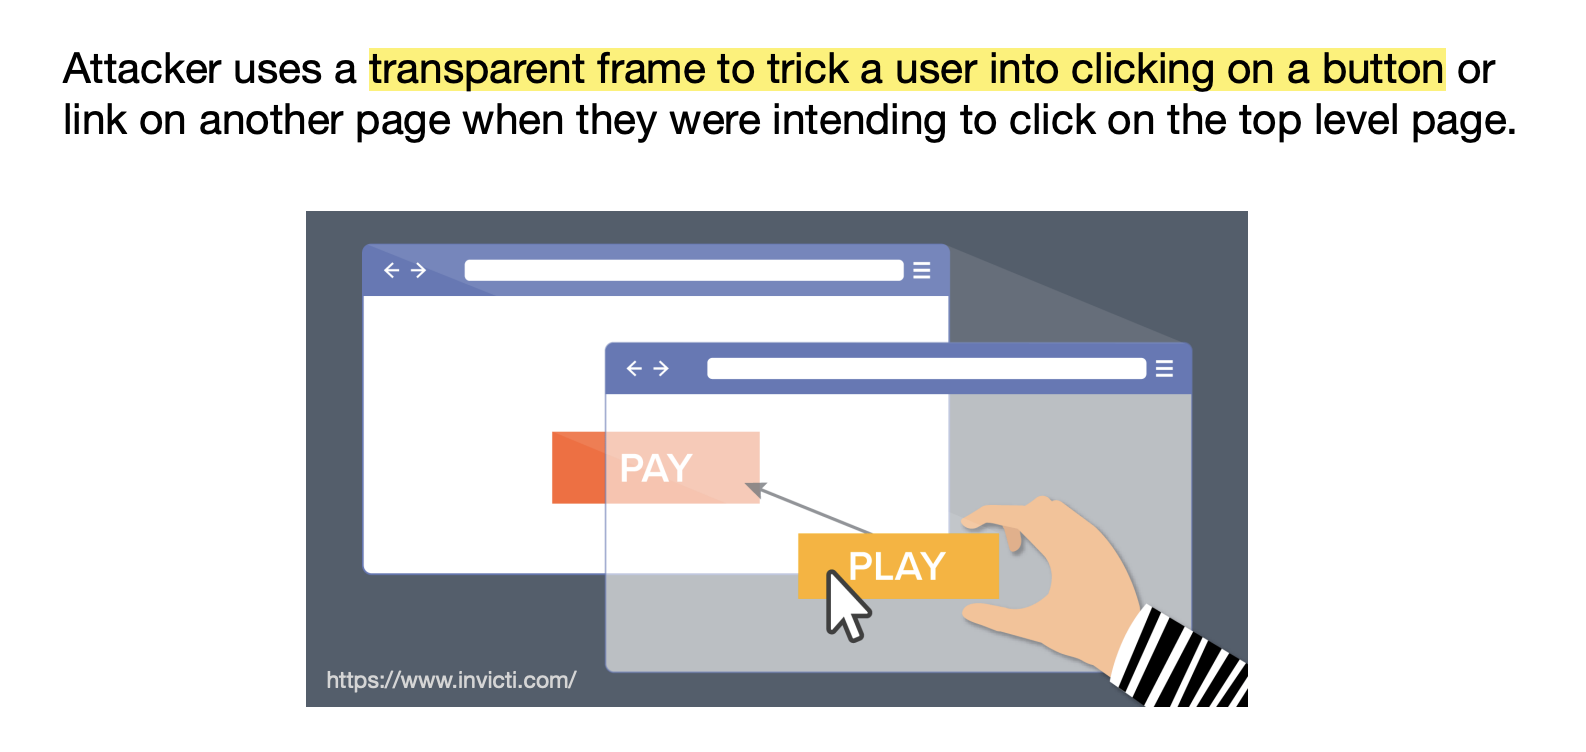 Attacker uses a transparent frame to trick a user into clicking on a button or
link on another page when they were intending to click on the top level page.
PAY
PLAY
https://www.invicti.com/